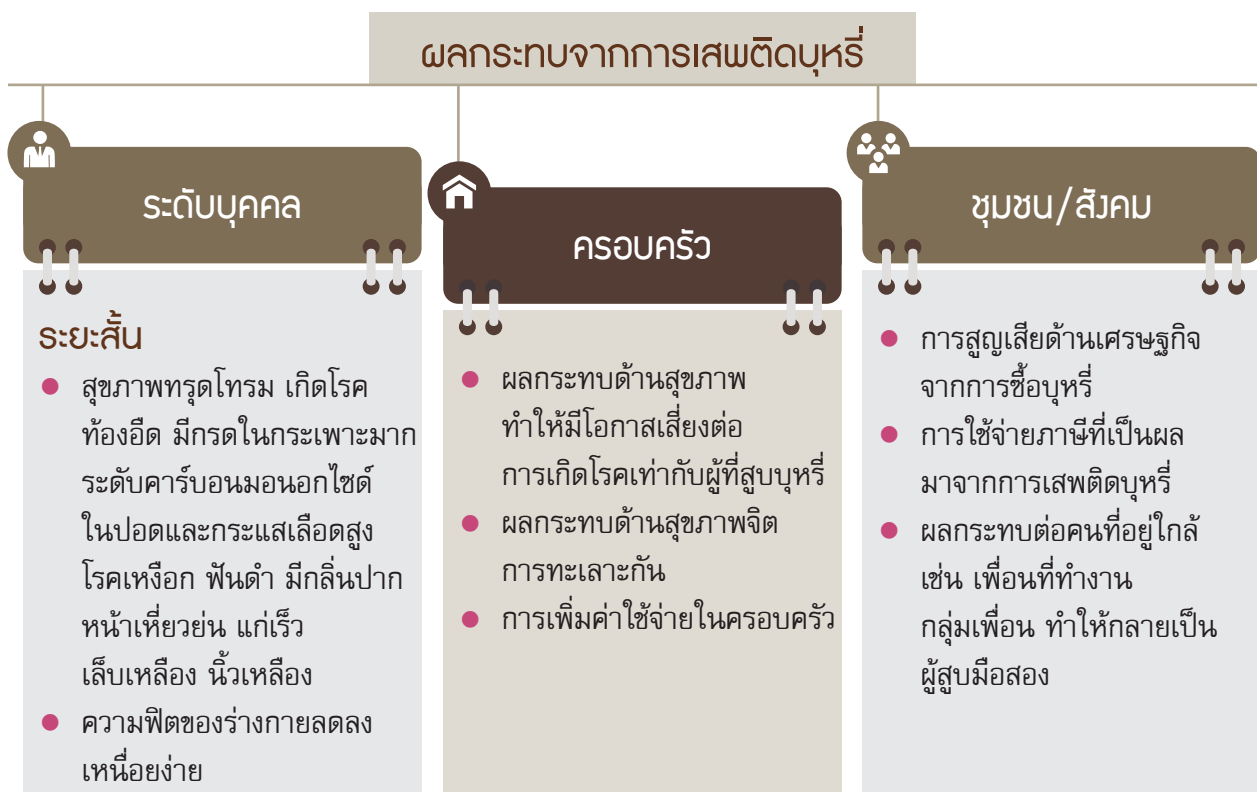 ผลกระทบจากการเสพติดบุหรี่
ระดับบุคคล
ระยะสั้น
สุขภาพทรุดโทรม เกิดโรค
ท้องอืด มีกรดในกระเพาะมาก
ระดับคาร์บอนมอนอกไซด์
ในปอดและกระแสเลือดสูง
โรคเหงือก ฟันดำ มีกลิ่นปาก
หน้าเหี่ยวย่น แก่เร็ว
เล็บเหลือง นิ้วเหลือง
ความฟิตของร่างกายลดลง
เหนื่อยง่าย
ครอบครัว
ผลกระทบด้านสุขภาพ
ทำให้มีโอกาสเสี่ยงต่อ
การเกิดโรคเท่ากับผู้ที่สูบบุหรี่
ผลกระทบด้านสุขภาพจิต
การทะเลาะกัน
การเพิ่มค่าใช้จ่ายในครอบครัว
ชุมชน/สังคม
การสูญเสียด้านเศรษฐกิจ
จากการซื้อบุหรี่
การใช้จ่ายภาษีที่เป็นผล
มาจากการเสพติดบุหรี่
ผลกระทบต่อคนที่อยู่ใกล้
เช่น เพื่อนที่ทำงาน
กลุ่มเพื่อน ทำให้กลายเป็น
ผู้สูบมือสอง